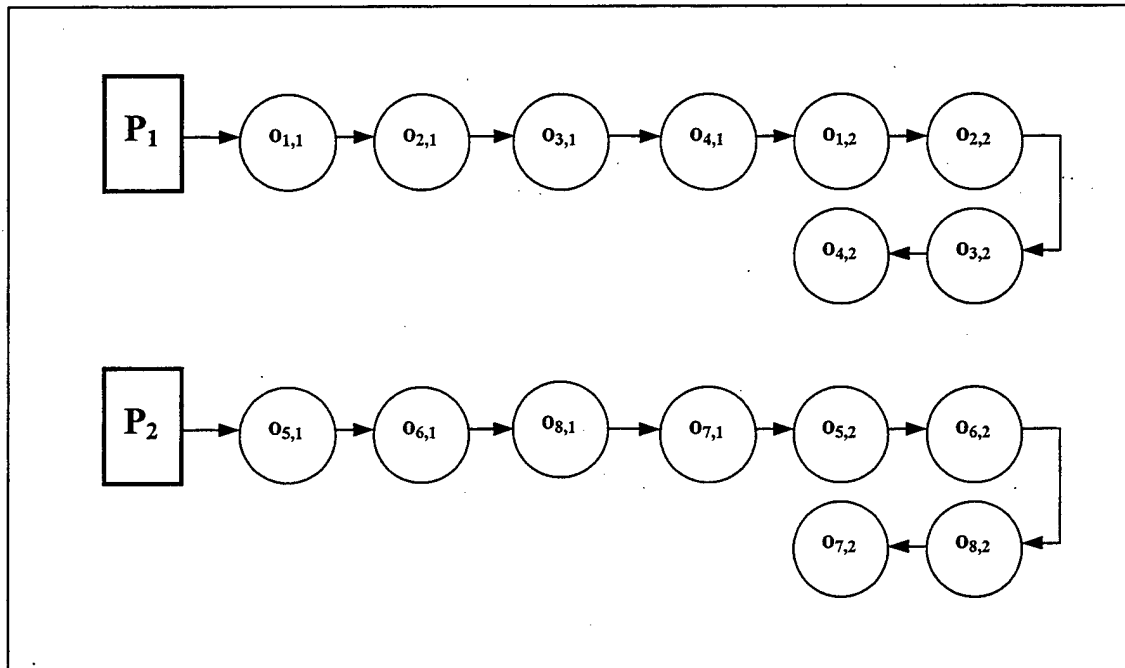 P₁ o₁,₁ o₂,₁ o₃,₁ o₄,₁ o₁,₂ o₂,₂
o₄,₂ o₃,₂
P₂ o₅,₁ o₆,₁ o₈,₁ o₇,₁ o₅,₂ o₆,₂
o₇,₂ o₈,₂